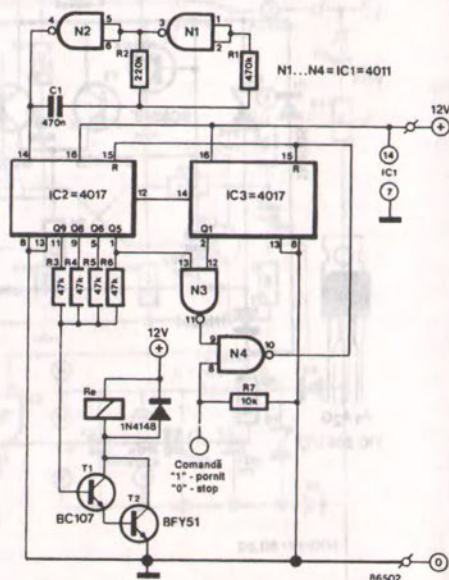 4 N2 5 6 3 N1 1 2
R2 220k R1 470k
N1...N4 = IC1 = 4011
C1 470n
12V +
14 16 15 R
IC2 = 4017
12
14 16 15 R
IC3 = 4017
14 IC1 7
Q9 Q8 Q6 Q5
8 13 11 9 5 1
Q1
2 13 8
R3 R4 R5 R6
47k 47k 47k 47k
13 12 N3 11
9 8 N4 10
R7 10k
12V +
Re
1N4148
Comandă
"1" - pornit
"0" - stop
T1 BC107
T2 BFY51
86502
0